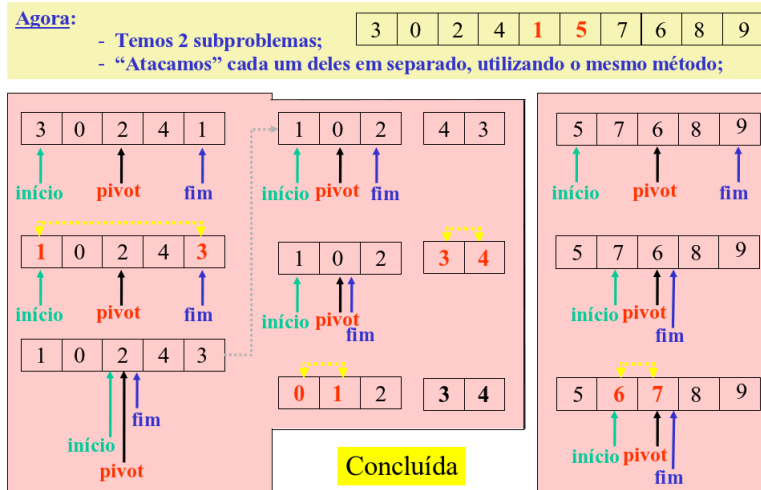 Agora:
3 0 2 4 1 5 7 6 8 9
- Temos 2 subproblemas;
- “Atacamos” cada um deles em separado, utilizando o mesmo método;
3 0 2 4 1
início pivot fim
1 0 2 4 3
início pivot fim
1 0 2 4 3
início fim
pivot
1 0 2 4 3
início pivot fim
1 0 2 3 4
início pivot
fim
0 1 2 3 4
Concluída
5 7 6 8 9
início pivot fim
5 7 6 8 9
início pivot
fim
5 6 7 8 9
início pivot
fim